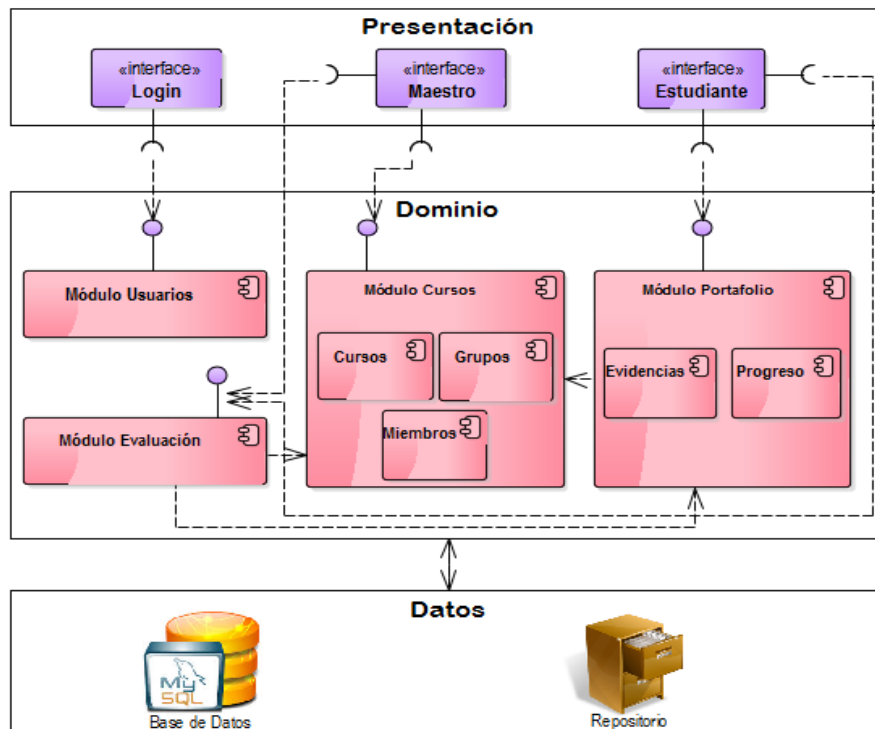 Presentación
«interface»
Login
«interface»
Maestro
«interface»
Estudiante
Dominio
Módulo Usuarios
Módulo Cursos
Módulo Portafolio
Cursos
Grupos
Evidencias
Progreso
Miembros
Módulo Evaluación
Datos
My
SQL
Base de Datos
Repositorio